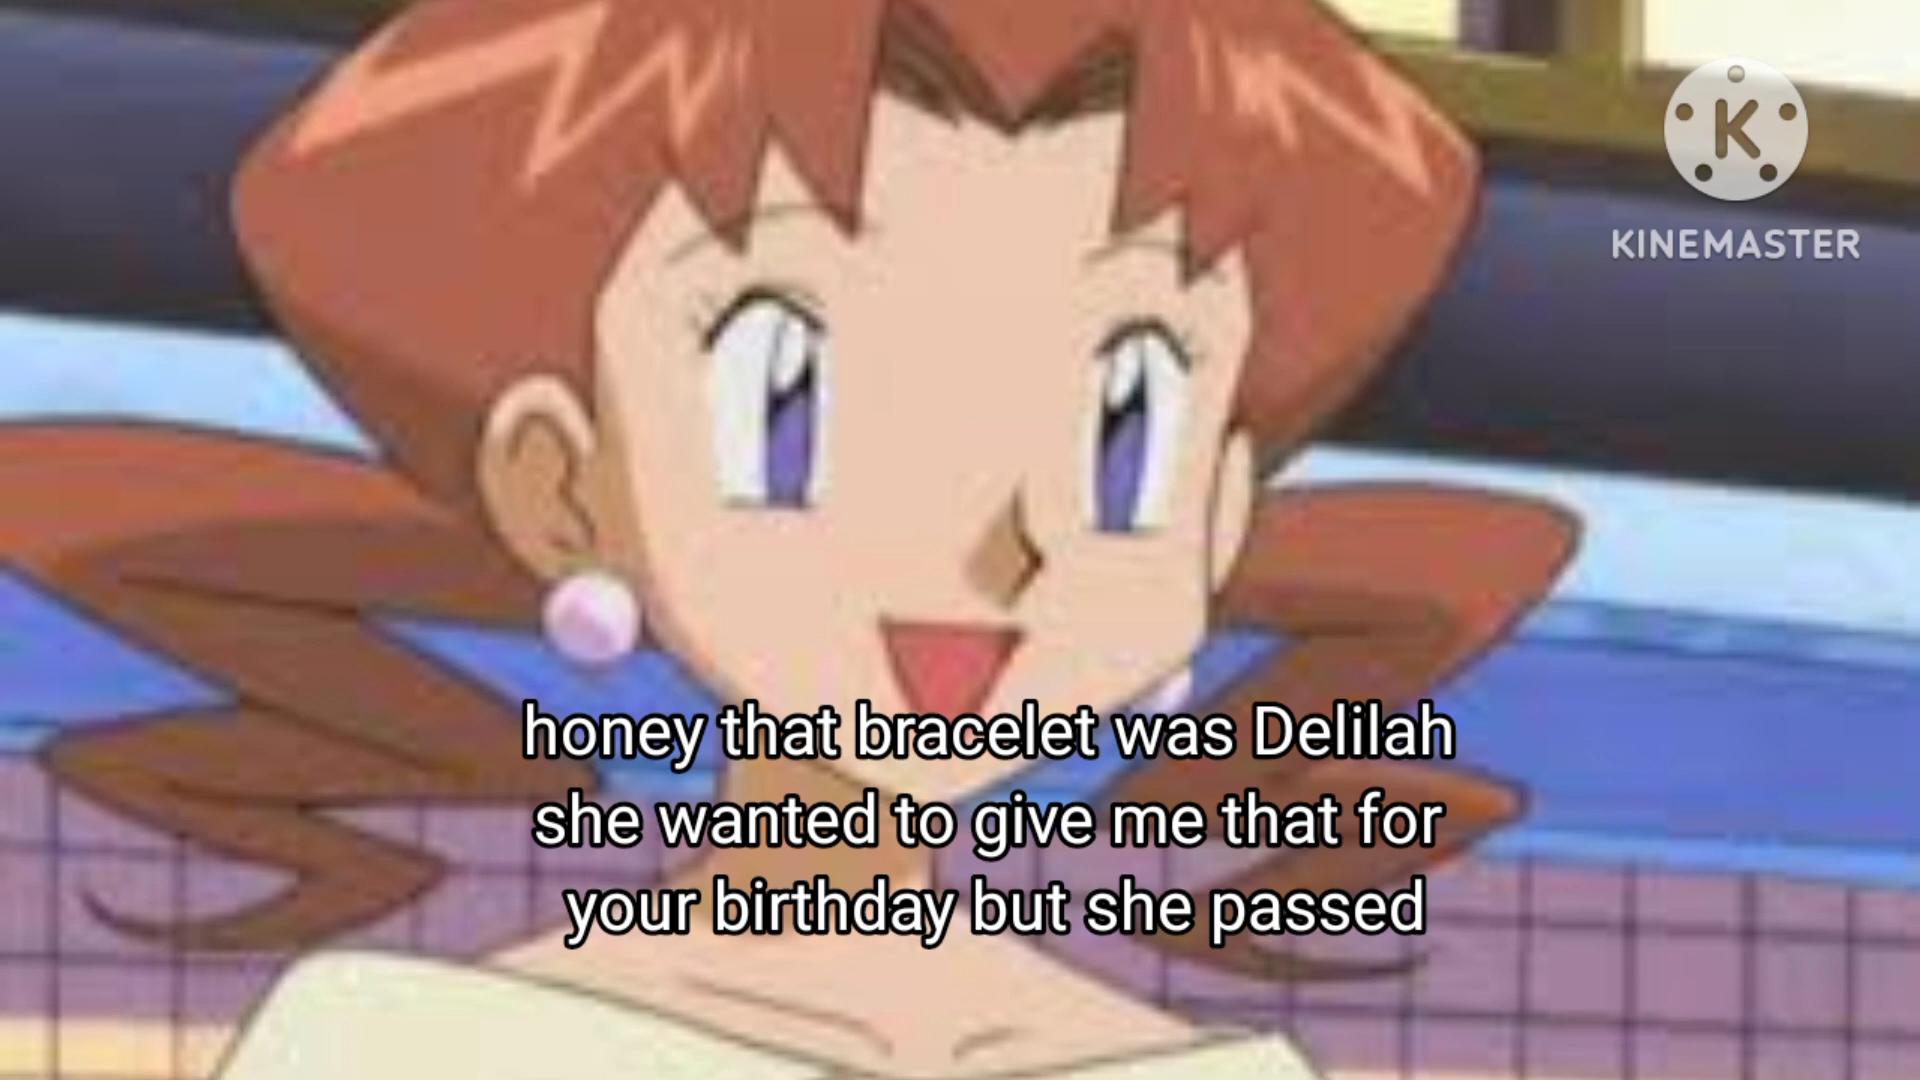 K
KINEMASTER
honey that bracelet was Delilah
she wanted to give me that for
your birthday but she passed